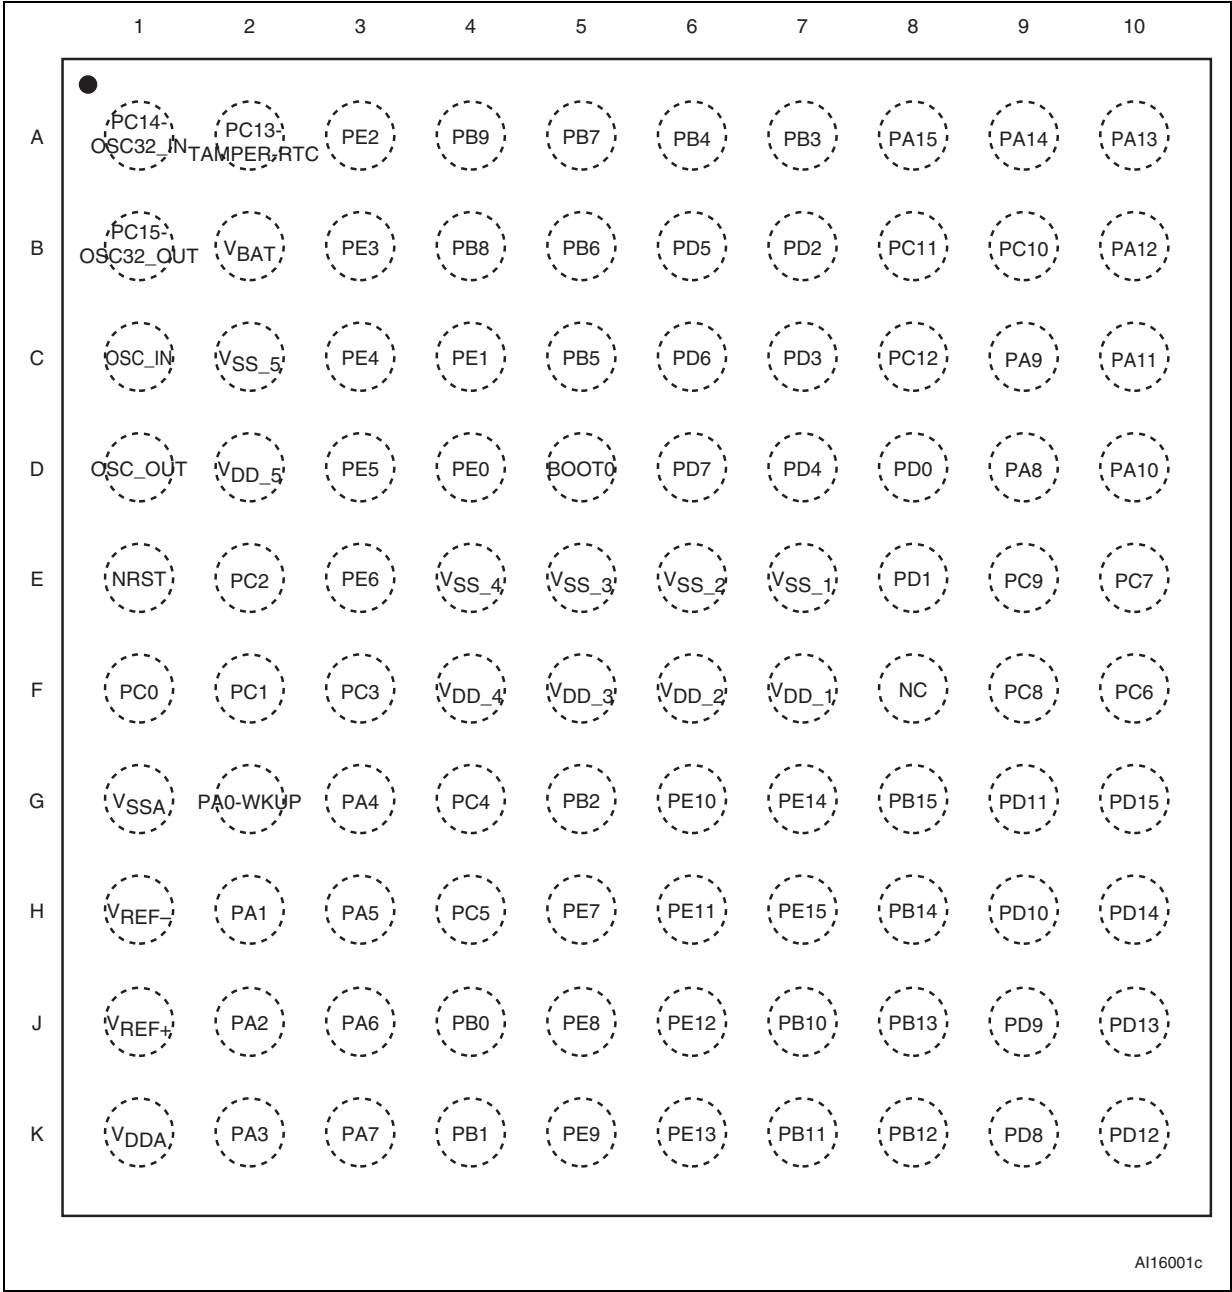 1 2 3 4 5 6 7 8 9 10
A PC14-OSC32_IN PC13-TAMPER-RTC PE2 PB9 PB7 PB4 PB3 PA15 PA14 PA13
B PC15-OSC32_OUT VBAT PE3 PB8 PB6 PD5 PD2 PC11 PC10 PA12
C OSC_IN VSS_5 PE4 PE1 PB5 PD6 PD3 PC12 PA9 PA11
D OSC_OUT VDD_5 PE5 PE0 BOOT0 PD7 PD4 PD0 PA8 PA10
E NRST PC2 PE6 VSS_4 VSS_3 VSS_2 VSS_1 PD1 PC9 PC7
F PC0 PC1 PC3 VDD_4 VDD_3 VDD_2 VDD_1 NC PC8 PC6
G VSSA PA0-WKUP PA4 PC4 PB2 PE10 PE14 PB15 PD11 PD15
H VREF– PA1 PA5 PC5 PE7 PE11 PE15 PB14 PD10 PD14
J VREF+ PA2 PA6 PB0 PE8 PE12 PB10 PB13 PD9 PD13
K VDDA PA3 PA7 PB1 PE9 PE13 PB11 PB12 PD8 PD12
AI16001c